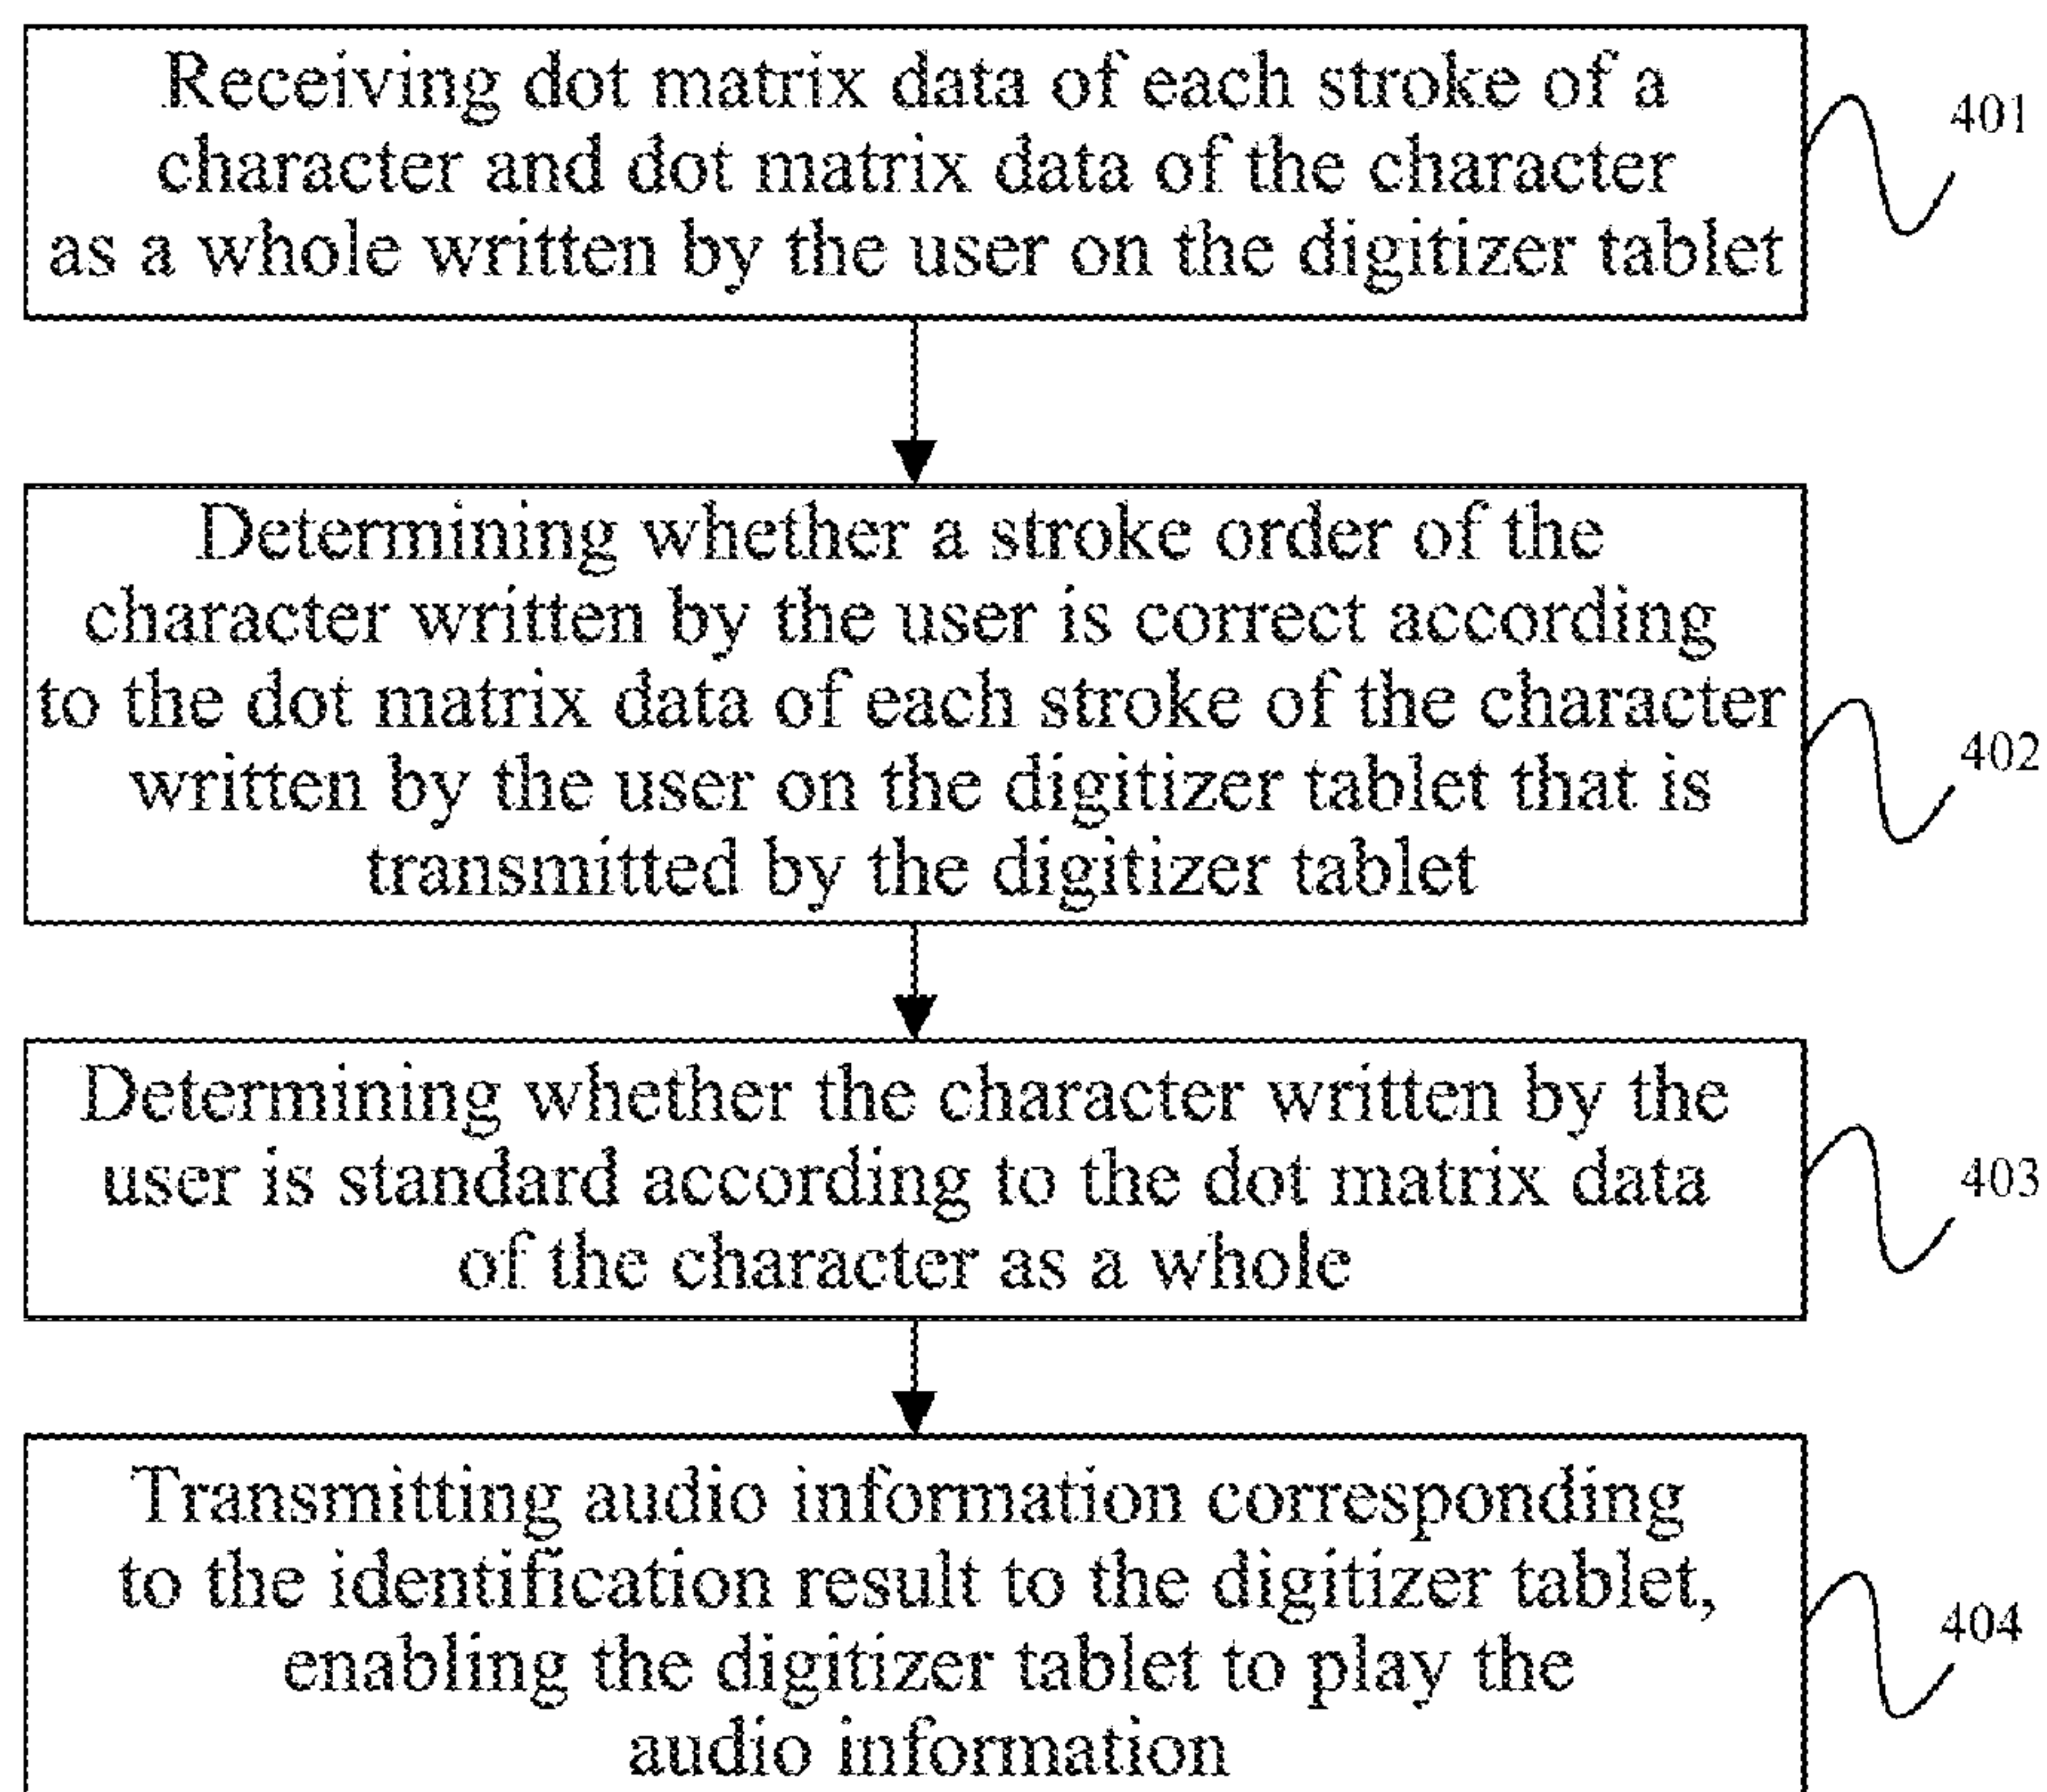 Receiving dot matrix data of each stroke of a
character and dot matrix data of the character
as a whole written by the user on the digitizer tablet
401
Determining whether a stroke order of the
character written by the user is correct according
to the dot matrix data of each stroke of the character
written by the user on the digitizer tablet that is
transmitted by the digitizer tablet
402
Determining whether the character written by the
user is standard according to the dot matrix data
of the character as a whole
403
Transmitting audio information corresponding
to the identification result to the digitizer tablet,
enabling the digitizer tablet to play the
audio information
404